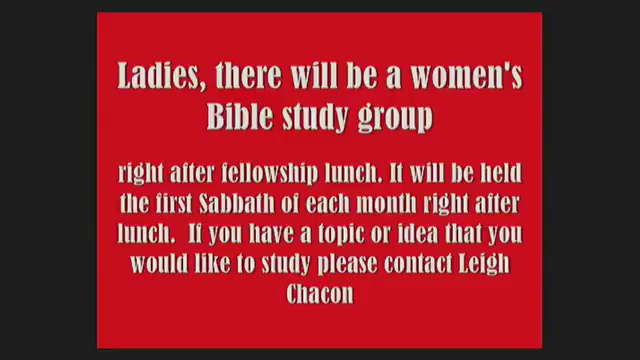 Ladies, there will be a women's
Bible study group
right after fellowship lunch. It will be held
the first Sabbath of each month right after
lunch.  If you have a topic or idea that you
would like to study please contact Leigh
Chacon